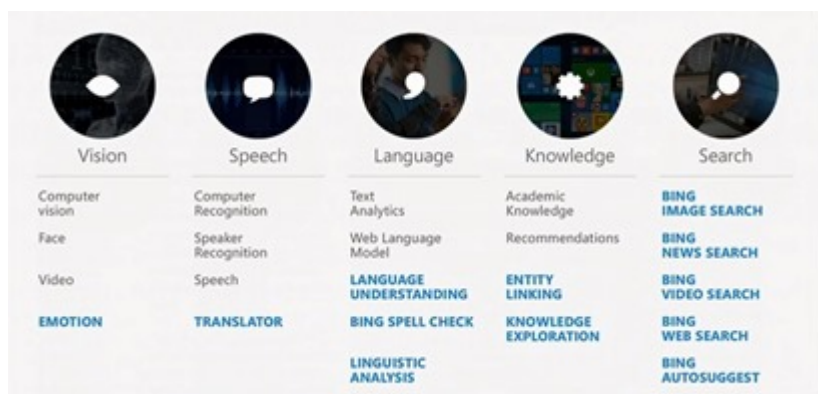 Vision
Speech
Language
Knowledge
Search
Computer
vision
Face
Video
EMOTION
Computer
Recognition
Speaker
Recognition
Speech
TRANSLATOR
Text
Analytics
Web Language
Model
LANGUAGE
UNDERSTANDING
BING SPELL CHECK
LINGUISTIC
ANALYSIS
Academic
Knowledge
Recommendations
ENTITY
LINKING
KNOWLEDGE
EXPLORATION
BING
IMAGE SEARCH
BING
NEWS SEARCH
BING
VIDEO SEARCH
BING
WEB SEARCH
BING
AUTOSUGGEST